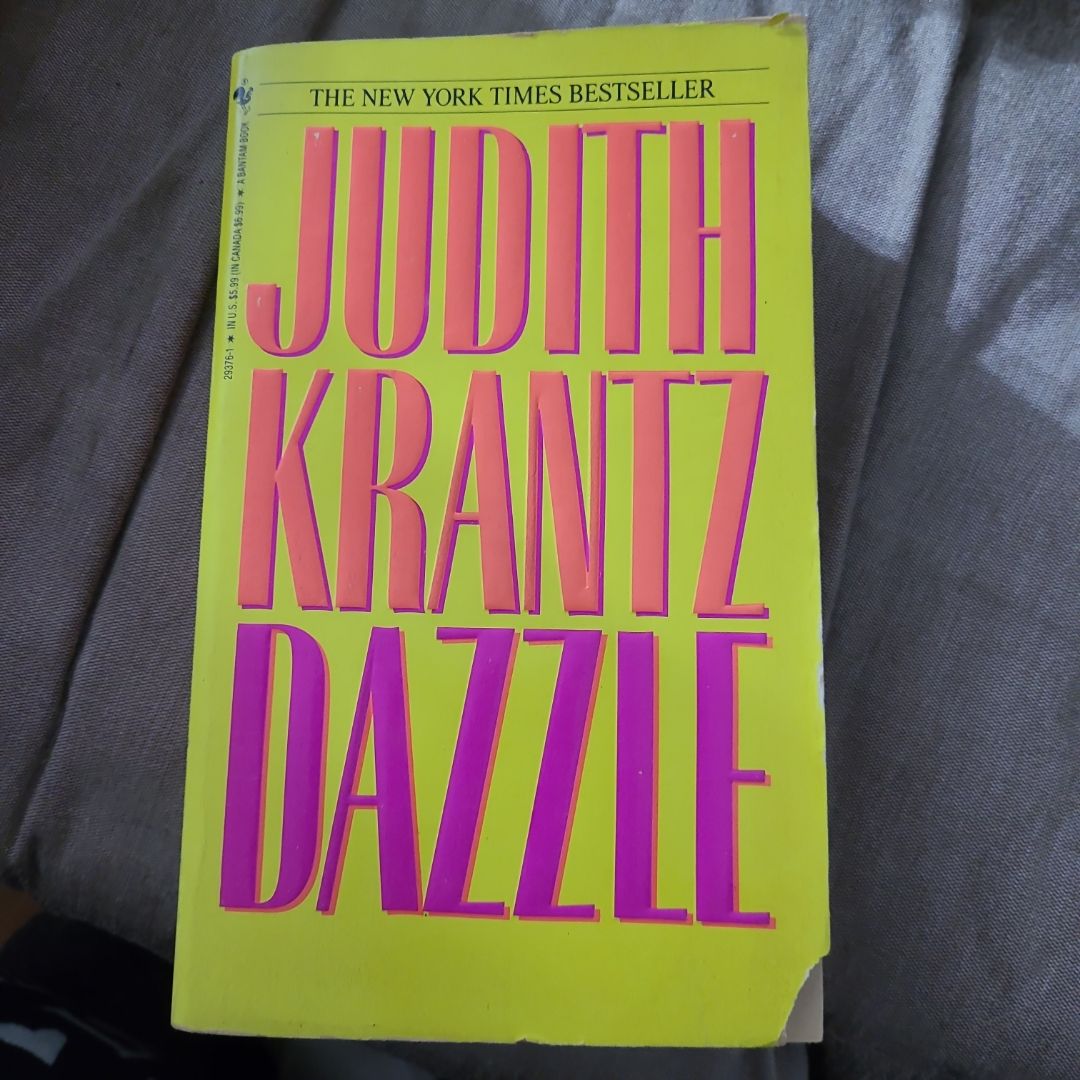 THE NEW YORK TIMES BESTSELLER
JUDITH
KRANTZ
DAZZLE
29376-1 * IN U.S. $5.99 (IN CANADA $6.99) * A BANTAM BOOK